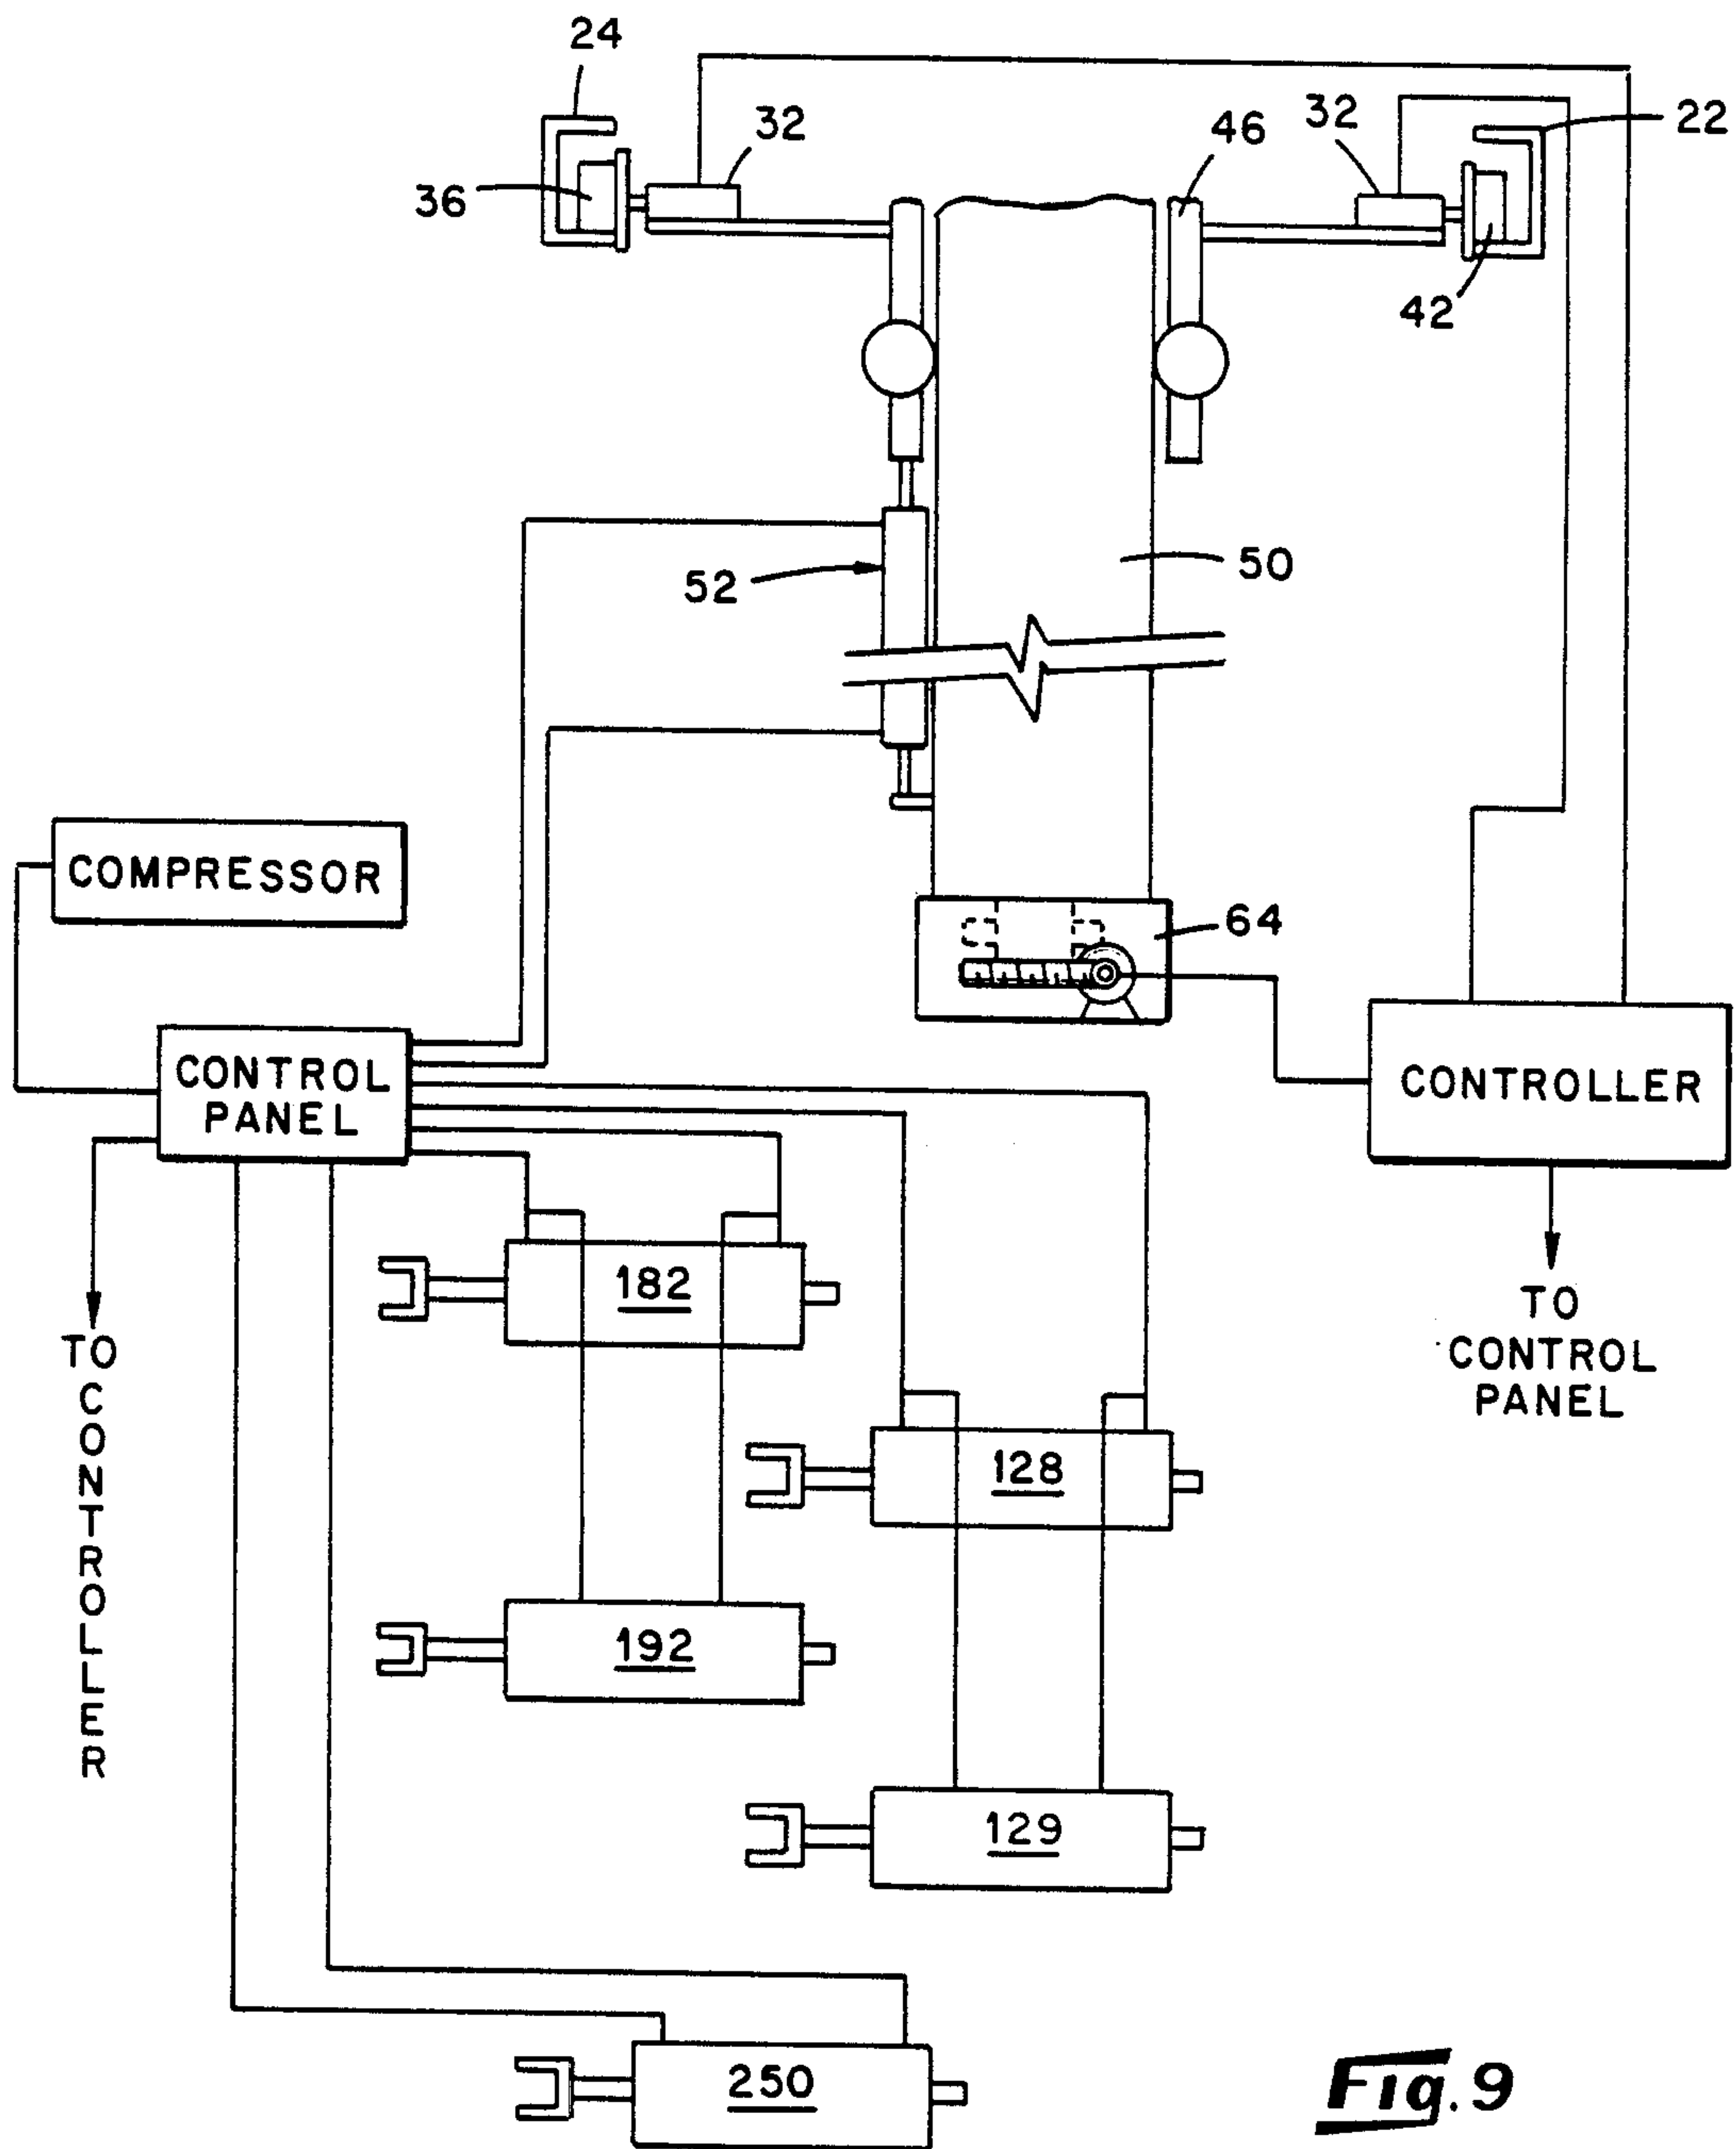 24
32
32
46
22
36
42
52
50
COMPRESSOR
64
CONTROL
PANEL
CONTROLLER
TO
CONTROLLER
182
TO
CONTROL
PANEL
128
192
129
250
Fig. 9